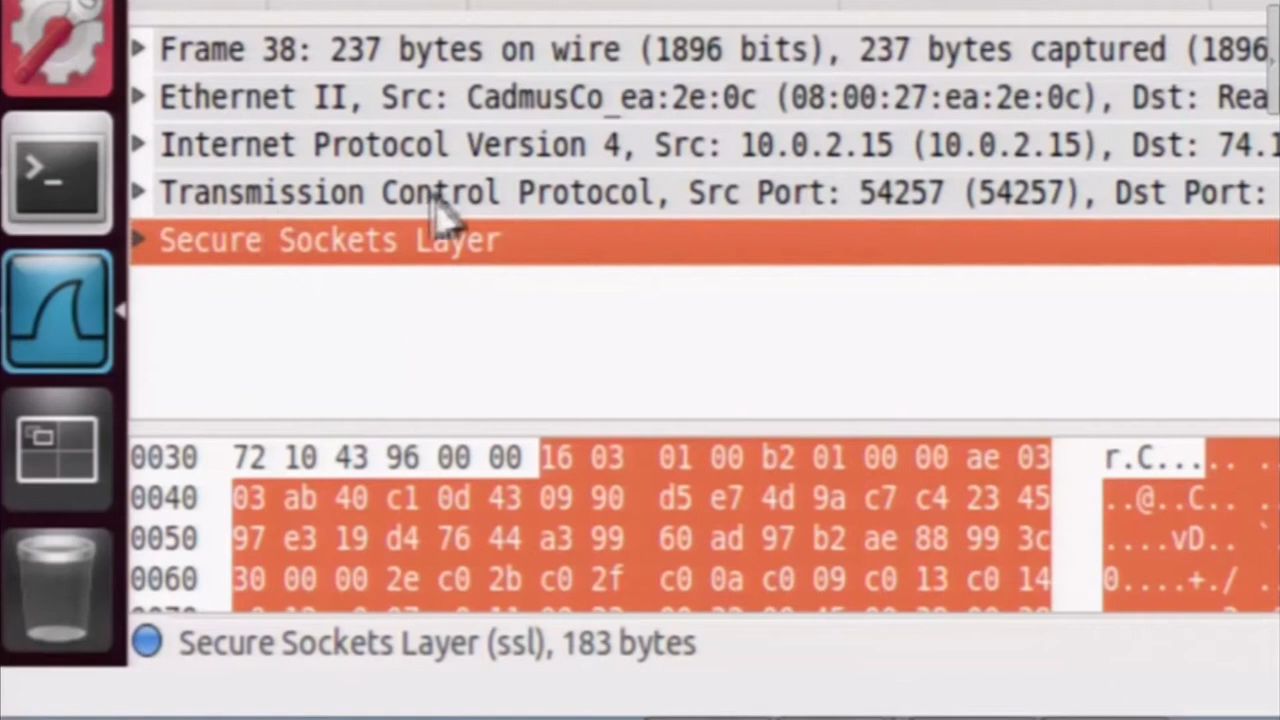 Frame 38: 237 bytes on wire (1896 bits), 237 bytes captured (1896
Ethernet II, Src: CadmusCo_ea:2e:0c (08:00:27:ea:2e:0c), Dst: Rea
Internet Protocol Version 4, Src: 10.0.2.15 (10.0.2.15), Dst: 74.1
Transmission Control Protocol, Src Port: 54257 (54257), Dst Port:
Secure Sockets Layer
0030 72 10 43 96 00 00 16 03 01 00 b2 01 00 00 ae 03 r.C..... .
0040 03 ab 40 c1 0d 43 09 90 d5 e7 4d 9a c7 c4 23 45 ..@..C.. .
0050 97 e3 19 d4 76 44 a3 99 60 ad 97 b2 ae 88 99 3c ....vD.. `
0060 30 00 00 2e c0 2b c0 2f c0 0a c0 09 c0 13 c0 14 0....+./ .
Secure Sockets Layer (ssl), 183 bytes